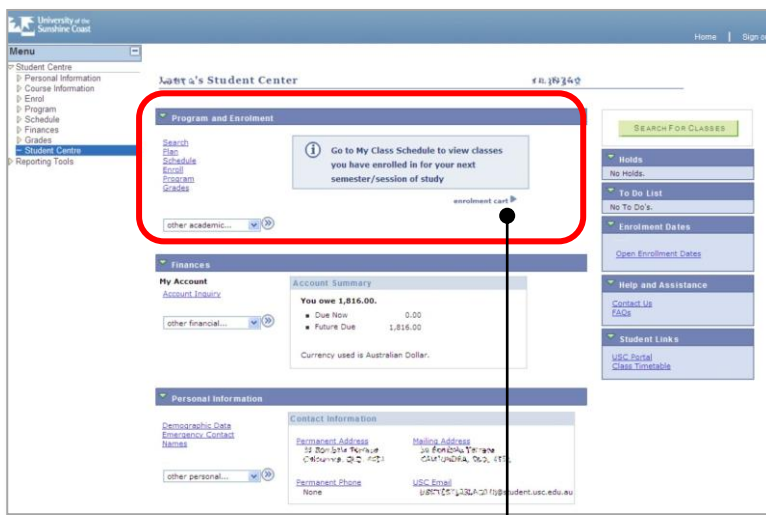 University of the
Sunshine Coast
Home | Sign
Menu
Student Centre
Personal Information
Course Information
Enrol
Program
Schedule
Finances
Grades
Student Centre
Reporting Tools
's Student Center
Program and Enrolment
Search
Plan
Schedule
Enroll
Program
Grades
other academic...
Go to My Class Schedule to view classes
you have enrolled in for your next
semester/session of study
enrolment cart
Finances
My Account
Account Inquiry
other financial...
Account Summary
You owe 1,816.00.
Due Now 0.00
Future Due 1,816.00
Currency used is Australian Dollar.
Personal Information
Demographic Data
Emergency Contact
Names
other personal...
Contact Information
Permanent Address
Mailing Address
Permanent Phone
None
USC Email
@student.usc.edu.au
SEARCH FOR CLASSES
Holds
No Holds.
To Do List
No To Do's.
Enrolment Dates
Open Enrollment Dates
Help and Assistance
Contact Us
FAQs
Student Links
USC Portal
Class Timetable